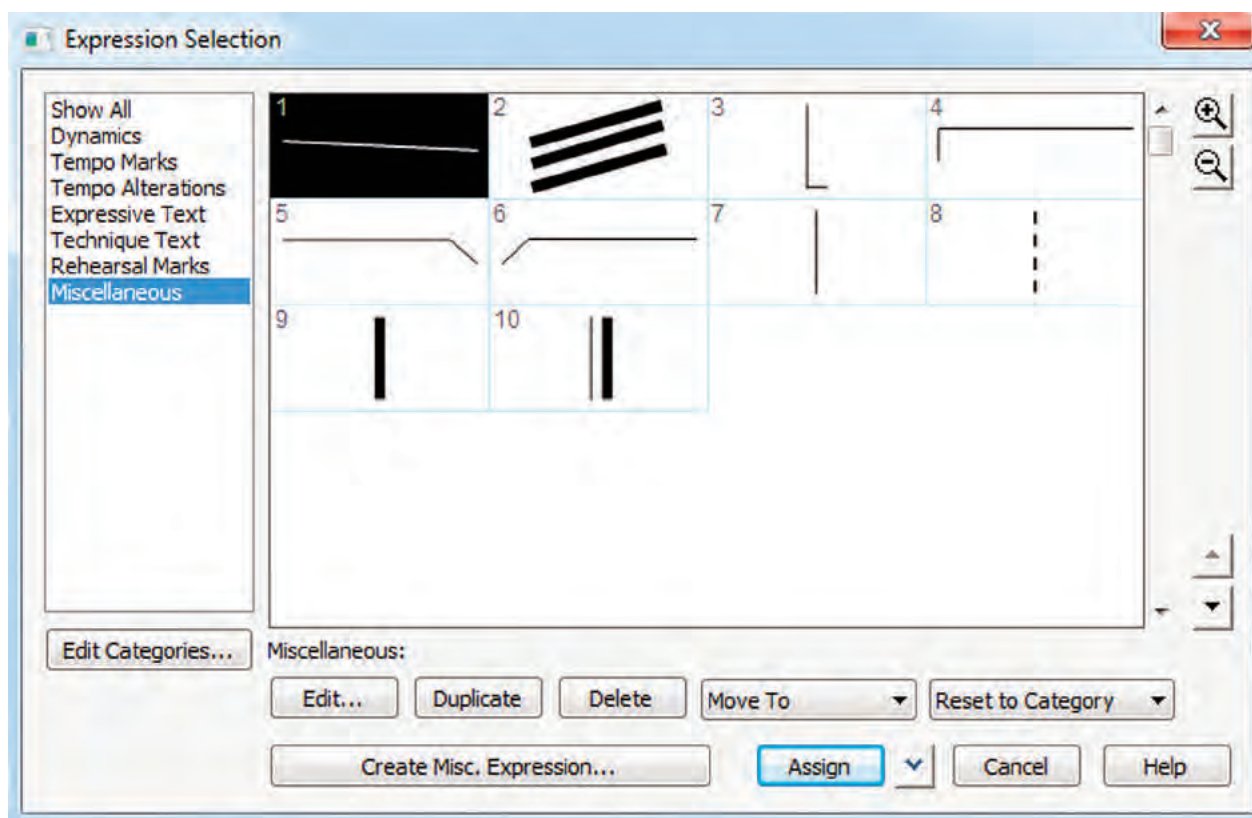 Expression Selection
Show All
Dynamics
Tempo Marks
Tempo Alterations
Expressive Text
Technique Text
Rehearsal Marks
Miscellaneous
1
2
3
4
5
6
7
8
9
10
Edit Categories...
Miscellaneous:
Edit...
Duplicate
Delete
Move To
Reset to Category
Create Misc. Expression...
Assign
Cancel
Help